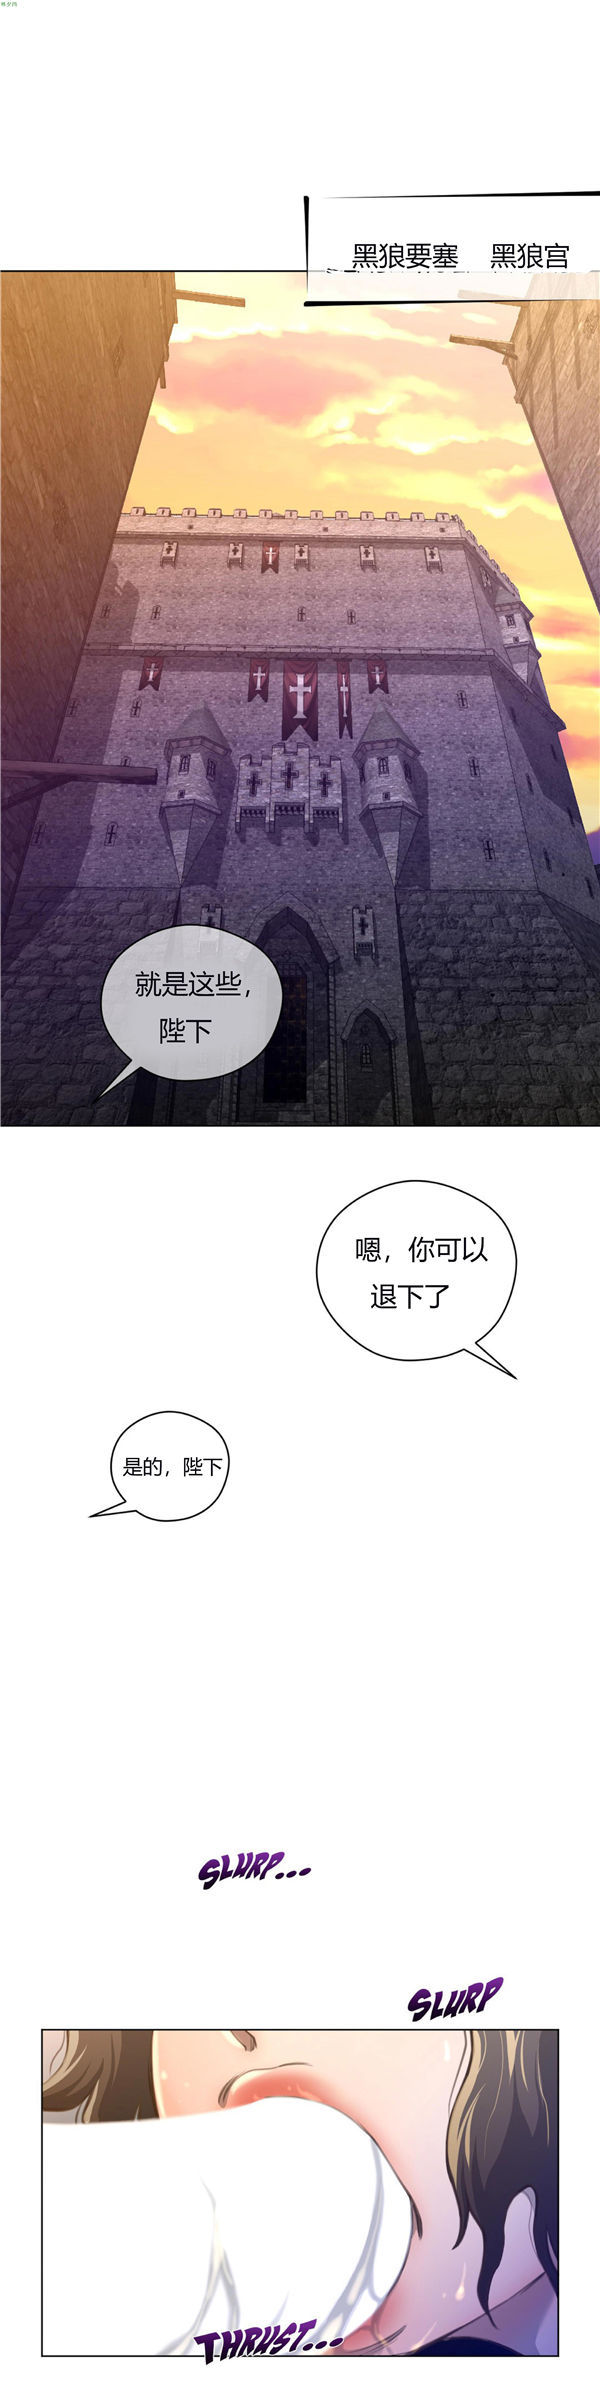 黑狼要塞 黑狼宫
就是这些，
陛下
嗯，你可以
退下了
是的，陛下
SLURP...
SLURP
THRUST...